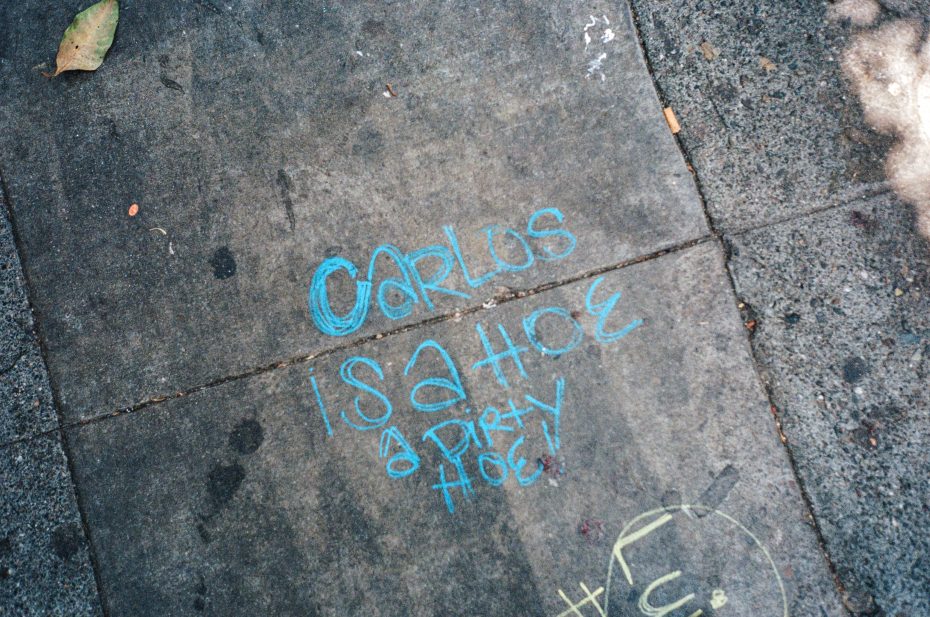 CARLOS
is a HOE
a DiRTY
HOE!!